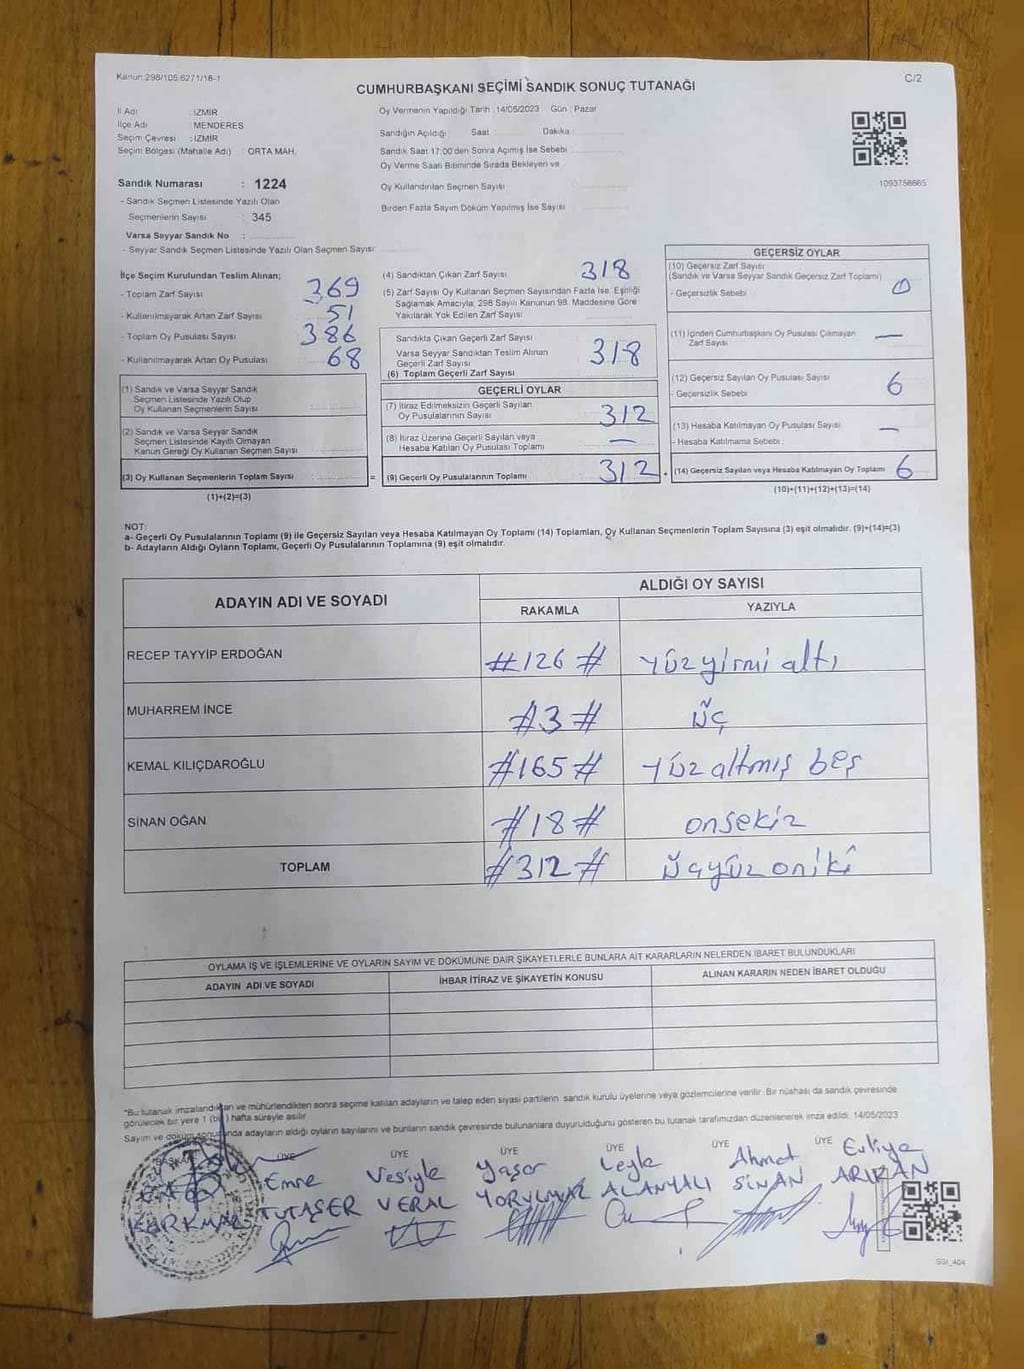 Kanun:298/105,6271/18-1
C/2
CUMHURBAŞKANI SEÇİMİ SANDIK SONUÇ TUTANAĞI
İl Adı : İZMİR
İlçe Adı : MENDERES
Seçim Çevresi : İZMİR
Seçim Bölgesi (Mahalle Adı) : ORTA MAH.
Oy Vermenin Yapıldığı Tarih : 14/05/2023 Gün : Pazar
Sandığın Açıldığı Saat Dakika
Sandık Saat 17:00'den Sonra Açımış İse Sebebi
Oy Verme Saati Bitiminde Sırada Bekleyen ve
Oy Kullandırılan Seçmen Sayısı
Birden Fazla Sayım Döküm Yapılmış İse Sayısı
1093756665
Sandık Numarası : 1224
- Sandık Seçmen Listesinde Yazılı Olan
Seçmenlerin Sayısı : 345
Varsa Seyyar Sandık No :
- Seyyar Sandık Seçmen Listesinde Yazılı Olan Seçmen Sayısı:
İlçe Seçim Kurulundan Teslim Alınan;
- Toplam Zarf Sayısı 369
- Kullanılmayarak Artan Zarf Sayısı 51
- Toplam Oy Pusulası Sayısı 386
- Kullanılmayarak Artan Oy Pusulası 68
(1) Sandık ve Varsa Seyyar Sandık
Seçmen Listesinde Yazılı Olup
Oy Kullanan Seçmenlerin Sayısı
(2) Sandık ve Varsa Seyyar Sandık
Seçmen Listesinde Kayıtlı Olmayan
Kanun Gereği Oy Kullanan Seçmen Sayısı
(3) Oy Kullanan Seçmenlerin Toplam Sayısı =
(1)+(2)=(3)
(4) Sandıktan Çıkan Zarf Sayısı 318
(5) Zarf Sayısı Oy Kullanan Seçmen Sayısından Fazla İse, Eşitliği
Sağlamak Amacıyla, 298 Sayılı Kanunun 98. Maddesine Göre
Yakılarak Yok Edilen Zarf Sayısı
Sandıkta Çıkan Geçerli Zarf Sayısı
Varsa Seyyar Sandıktan Teslim Alınan
Geçerli Zarf Sayısı
(6) Toplam Geçerli Zarf Sayısı 318
GEÇERLİ OYLAR
(7) İtiraz Edilmeksizin Geçerli Sayılan
Oy Pusulalarının Sayısı 312
(8) İtiraz Üzerine Geçerli Sayılan veya
Hesaba Katılan Oy Pusulası Toplamı —
(9) Geçerli Oy Pusulalarının Toplamı 312
GEÇERSİZ OYLAR
(10) Geçersiz Zarf Sayısı
(Sandık ve Varsa Seyyar Sandık Geçersiz Zarf Toplamı)
- Geçersizlik Sebebi 0
(11) İçinden Cumhurbaşkanı Oy Pusulası Çıkmayan
Zarf Sayısı —
(12) Geçersiz Sayılan Oy Pusulası Sayısı
- Geçersizlik Sebebi 6
(13) Hesaba Katılmayan Oy Pusulası Sayısı —
- Hesaba Katılmama Sebebi :
(14) Geçersiz Sayılan veya Hesaba Katılmayan Oy Toplamı 6
(10)+(11)+(12)+(13)=(14)
NOT:
a- Geçerli Oy Pusulalarının Toplamı (9) ile Geçersiz Sayılan veya Hesaba Katılmayan Oy Toplamı (14) Toplamları, Oy Kullanan Seçmenlerin Toplam Sayısına (3) eşit olmalıdır. (9)+(14)=(3)
b- Adayların Aldığı Oyların Toplamı, Geçerli Oy Pusulalarının Toplamına (9) eşit olmalıdır.
ADAYIN ADI VE SOYADI
ALDIĞI OY SAYISI
RAKAMLA YAZIYLA
RECEP TAYYİP ERDOĞAN #126# yüz yirmi altı
MUHARREM İNCE #3# üç
KEMAL KILIÇDAROĞLU #165# yüz altmış beş
SİNAN OĞAN #18# onsekiz
TOPLAM #312# üçyüz oniki
OYLAMA İŞ VE İŞLEMLERİNE VE OYLARIN SAYIM VE DÖKÜMÜNE DAİR ŞİKAYETLERLE BUNLARA AİT KARARLARIN NELERDEN İBARET BULUNDUKLARI
ADAYIN ADI VE SOYADI İHBAR İTİRAZ VE ŞİKAYETİN KONUSU ALINAN KARARIN NEDEN İBARET OLDUĞU
*Bu tutanak imzalandıktan ve mühürlendikten sonra seçime katılan adayların ve talep eden siyasi partilerin sandık kurulu üyelerine veya gözlemcilerine verilir. Bir nüshası da sandık çevresinde
görülecek bir yere 1 (bir) hafta süreyle asılır.
Sayım ve döküm sonucunda adayların aldığı oyların sayılarını ve bunların sandık çevresinde bulunanlara duyurulduğunu gösteren bu tutanak tarafımızdan düzenlenerek imza edildi. 14/05/2023
BAŞKAN ÜYE ÜYE ÜYE ÜYE ÜYE ÜYE
Emre Vesiyle Yaşar Leyla Ahmet Evliya
KORKMAZ TUTAŞER VERAL YORULMAZ ALANYALI SİNAN ARIKAN
SSI_404